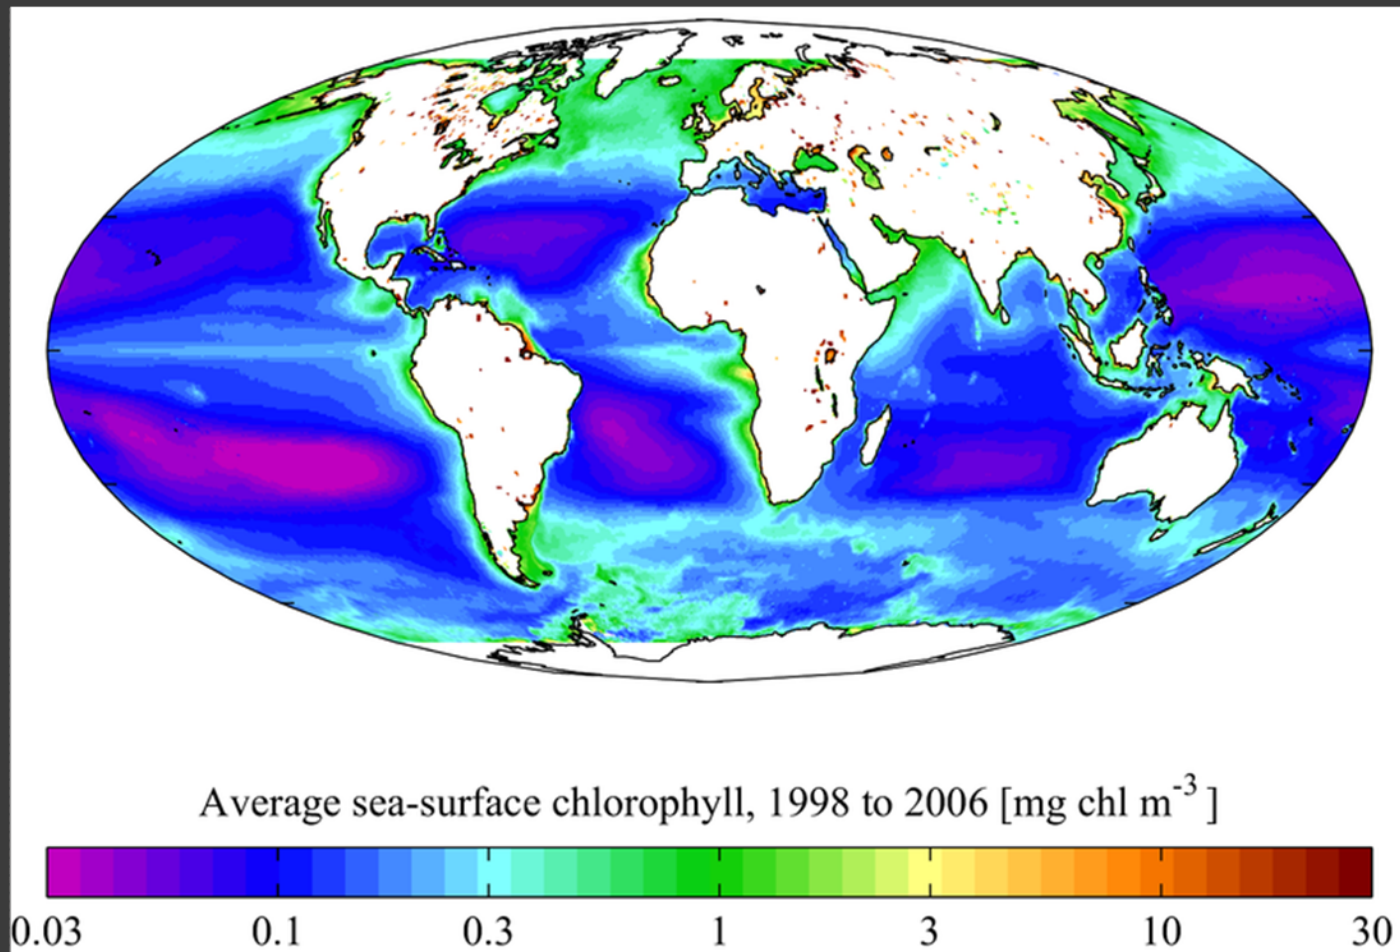 Average sea-surface chlorophyll, 1998 to 2006 [mg chl m⁻³ ]
0.03 0.1 0.3 1 3 10 30